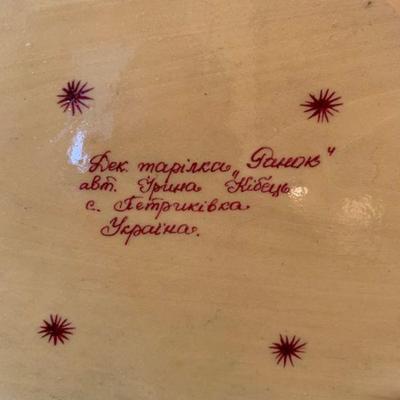 Дек. тарілка „Ранок"
авт. Ірина Кібець
с. Петриківка
Україна.